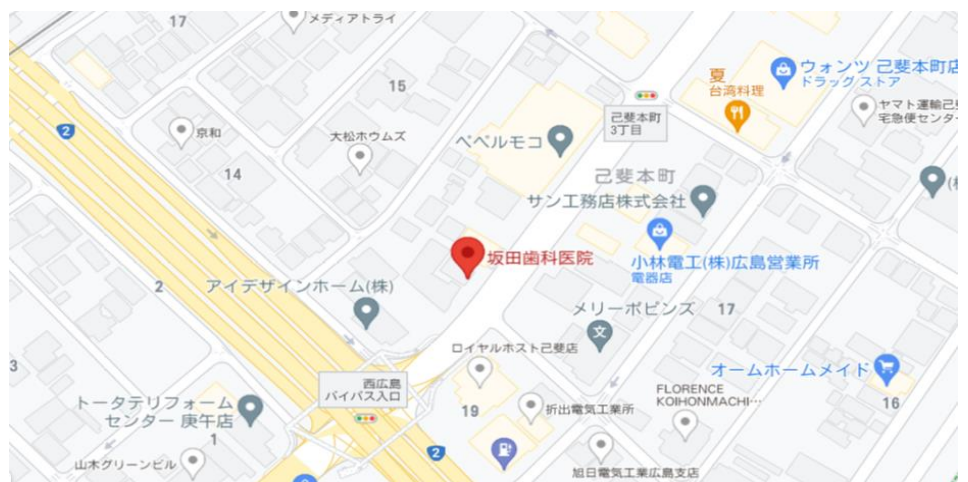 17
メディアトライ
夏
台湾料理
ウォンツ 己斐本町店
ドラッグ ストア
2
京和
15
大松ホウムズ
ベベルモコ
己斐本町
3丁目
ヤマト運輸己
宅急便センタ
14
己斐本町
サン工務店株式会社
坂田歯科医院
小林電工(株)広島営業所
電器店
2
アイデザインホーム(株)
メリーポピンズ
17
ロイヤルホスト己斐店
オームホームメイド
3
西広島
バイパス入口
FLORENCE
KOIHONMACHI…
16
トータテリフォーム
センター 庚午店
19
折出電気工業所
文
1
2
山木グリーンビル
旭日電気工業広島支店